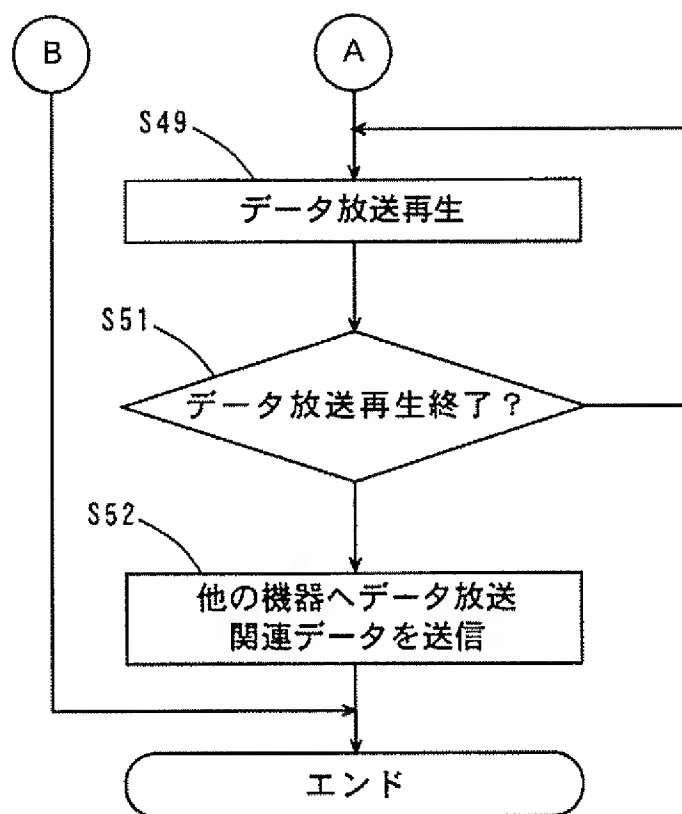 B
A
S49
データ放送再生
S51
データ放送再生終了？
S52
他の機器へデータ放送
関連データを送信
エンド